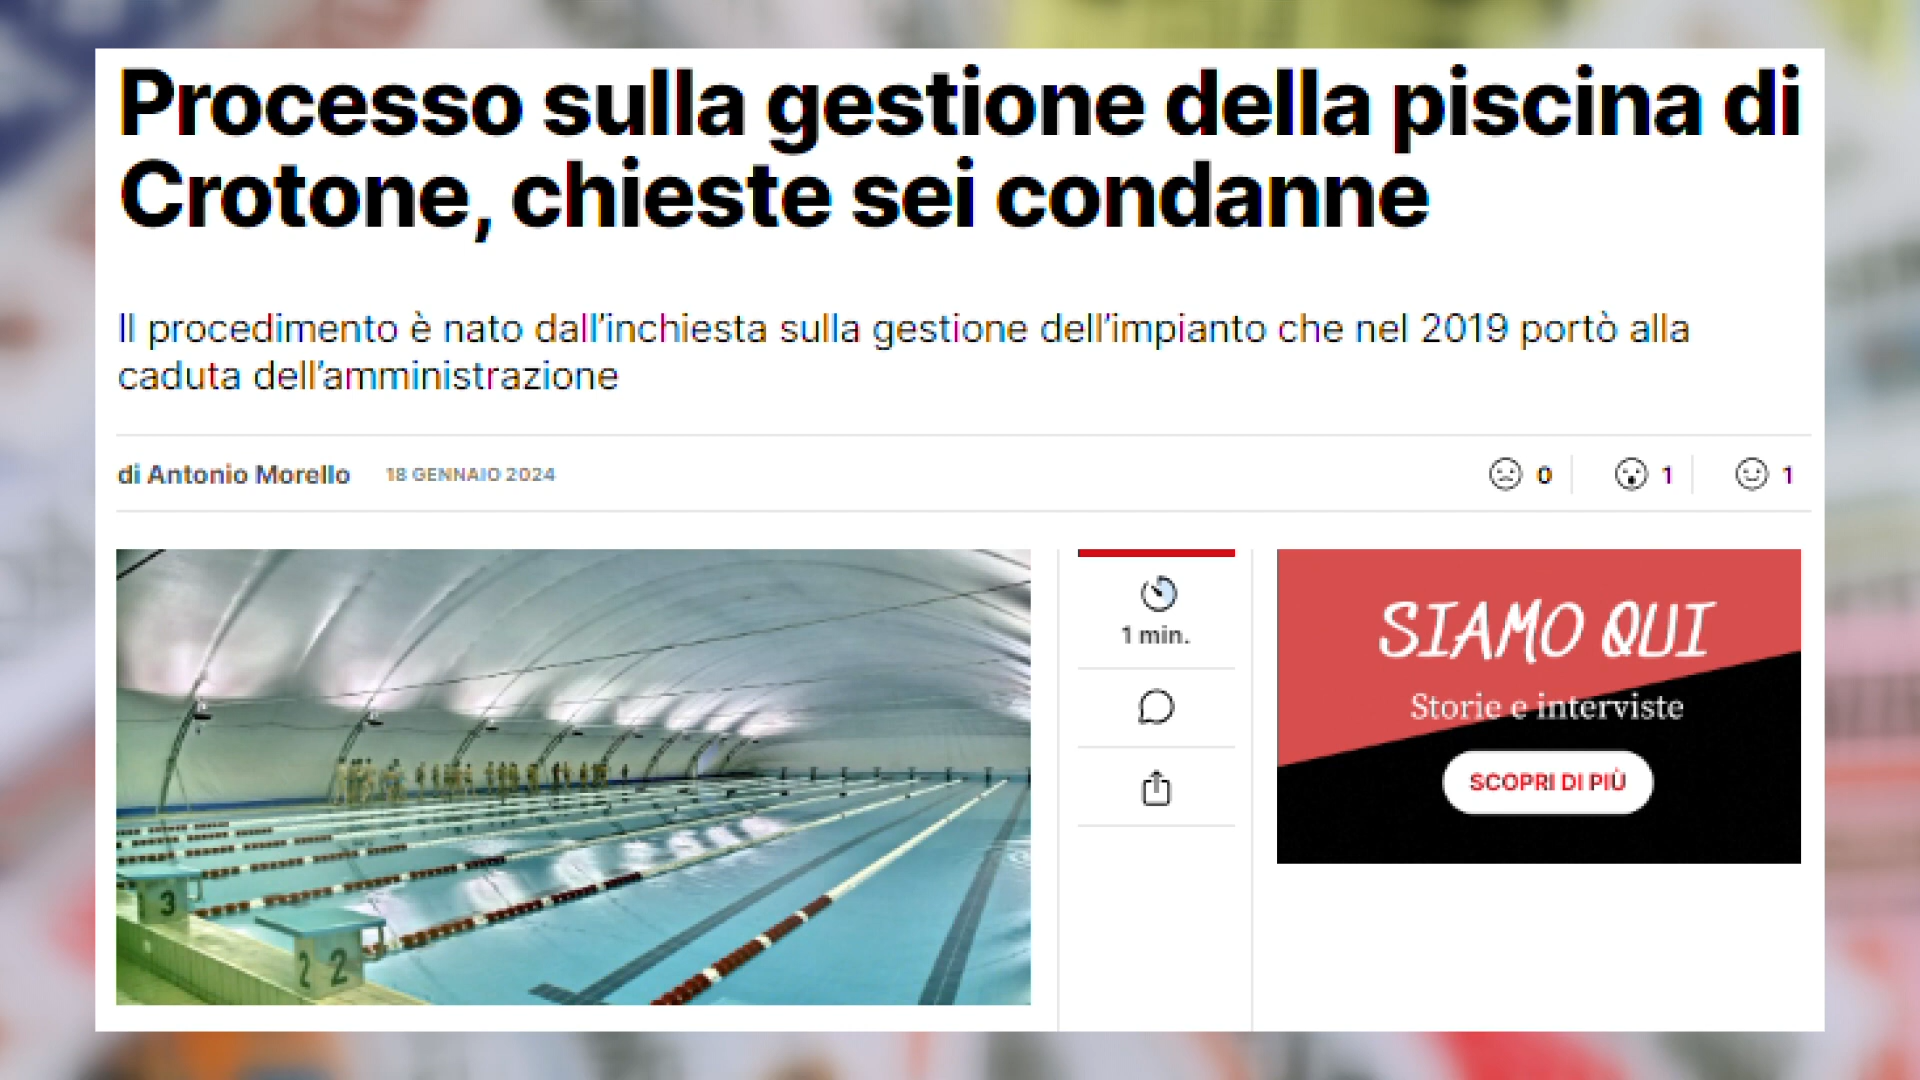 Processo sulla gestione della piscina di
Crotone, chieste sei condanne
Il procedimento è nato dall'inchiesta sulla gestione dell'impianto che nel 2019 portò alla
caduta dell'amministrazione
di Antonio Morello 18 GENNAIO 2024
0 1 1
1 min.
SIAMO QUI
Storie e interviste
SCOPRI DI PIÙ
3
2 2